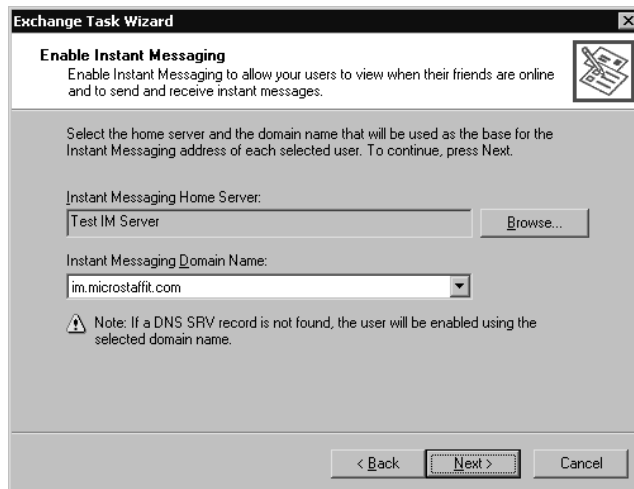 Exchange Task Wizard
Enable Instant Messaging
Enable Instant Messaging to allow your users to view when their friends are online
and to send and receive instant messages.
Select the home server and the domain name that will be used as the base for the
Instant Messaging address of each selected user. To continue, press Next.
Instant Messaging Home Server:
Test IM Server
Browse...
Instant Messaging Domain Name:
im.microstaffit.com
Note: If a DNS SRV record is not found, the user will be enabled using the
selected domain name.
< Back
Next >
Cancel